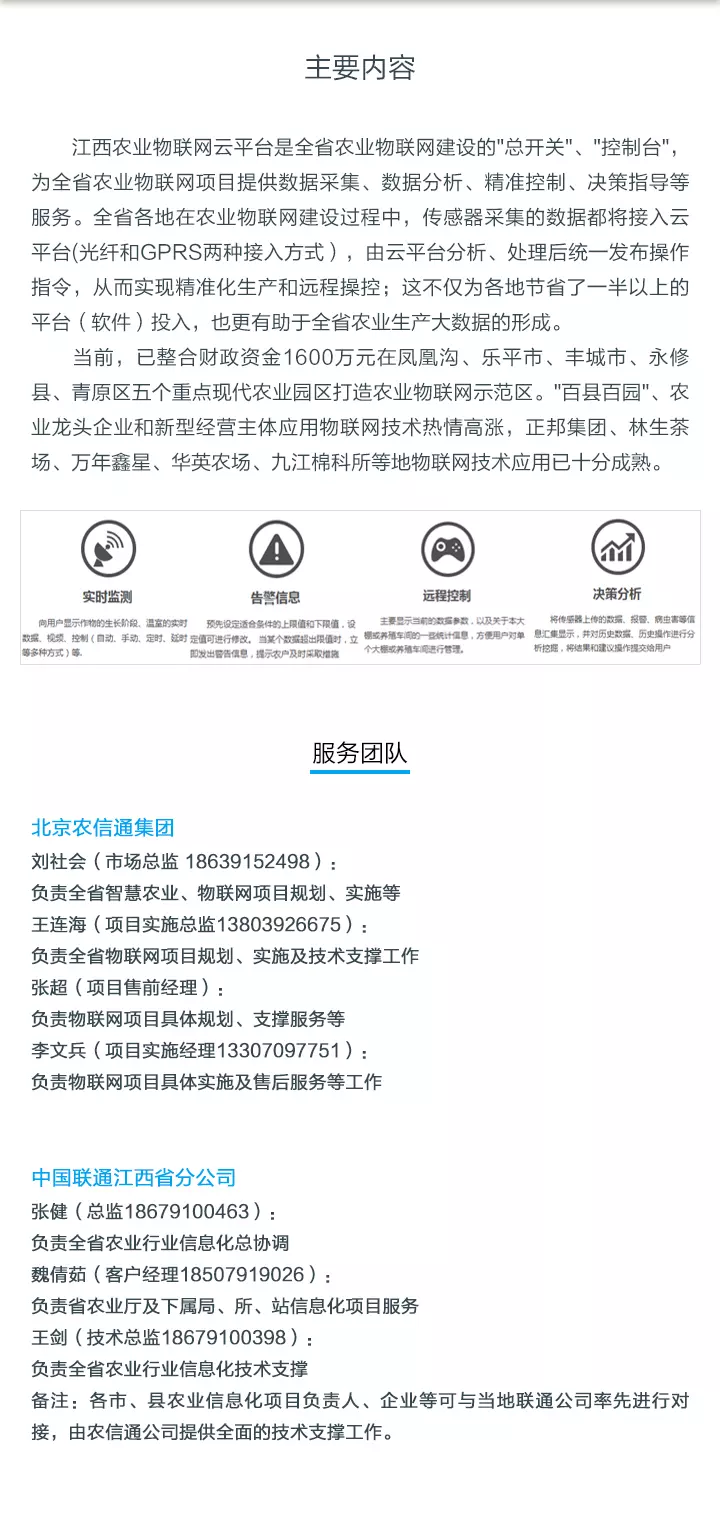 主要内容
江西农业物联网云平台是全省农业物联网建设的"总开关"、"控制台"，
为全省农业物联网项目提供数据采集、数据分析、精准控制、决策指导等
服务。全省各地在农业物联网建设过程中，传感器采集的数据都将接入云
平台(光纤和GPRS两种接入方式），由云平台分析、处理后统一发布操作
指令，从而实现精准化生产和远程操控；这不仅为各地节省了一半以上的
平台（软件）投入，也更有助于全省农业生产大数据的形成。
当前，已整合财政资金1600万元在凤凰沟、乐平市、丰城市、永修
县、青原区五个重点现代农业园区打造农业物联网示范区。"百县百园"、农
业龙头企业和新型经营主体应用物联网技术热情高涨，正邦集团、林生茶
场、万年鑫星、华英农场、九江棉科所等地物联网技术应用已十分成熟。
实时监测
向用户显示作物的生长阶段、温室的实时
数据、视频、控制（自动、手动、定时、延时
等多种方式）等.
告警信息
预先设定适合条件的上限值和下限值，设
定值可进行修改。当某个数据超出限值时，立
即发出警告信息，提示农户及时采取措施
远程控制
主要显示当前的数据参数，以及关于本大
棚或养殖车间的一些统计信息，方便用户对单
个大棚或养殖车间进行管理。
决策分析
将传感器上传的数据、报警、病虫害等信
息汇集显示，并对历史数据、历史操作进行分
析挖掘，将结果和建议操作提交给用户
服务团队
北京农信通集团
刘社会（市场总监 18639152498）：
负责全省智慧农业、物联网项目规划、实施等
王连海（项目实施总监13803926675）：
负责全省物联网项目规划、实施及技术支撑工作
张超（项目售前经理）：
负责物联网项目具体规划、支撑服务等
李文兵（项目实施经理13307097751）：
负责物联网项目具体实施及售后服务等工作
中国联通江西省分公司
张健（总监18679100463）：
负责全省农业行业信息化总协调
魏倩茹（客户经理18507919026）：
负责省农业厅及下属局、所、站信息化项目服务
王剑（技术总监18679100398）：
负责全省农业行业信息化技术支撑
备注：各市、县农业信息化项目负责人、企业等可与当地联通公司率先进行对
接，由农信通公司提供全面的技术支撑工作。